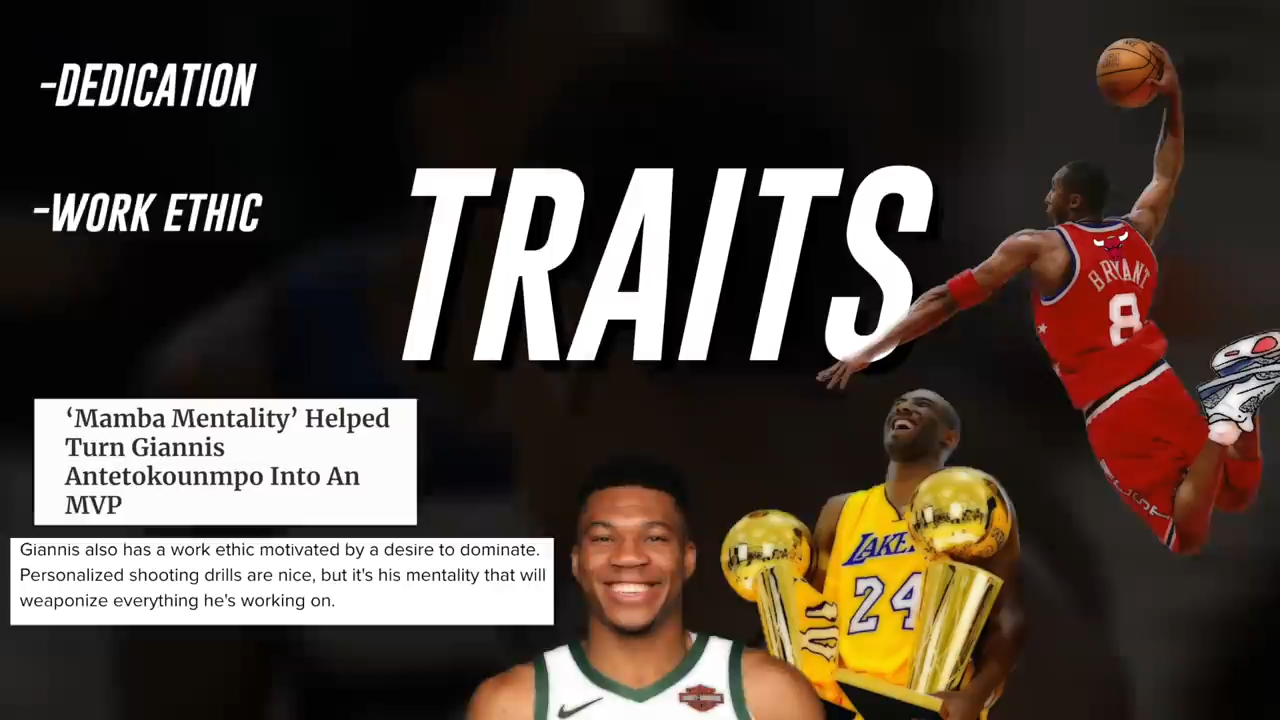 -DEDICATION
-WORK ETHIC
TRAITS
BRYANT
8
‘Mamba Mentality’ Helped
Turn Giannis
Antetokounmpo Into An
MVP
Giannis also has a work ethic motivated by a desire to dominate.
Personalized shooting drills are nice, but it's his mentality that will
weaponize everything he's working on.
24